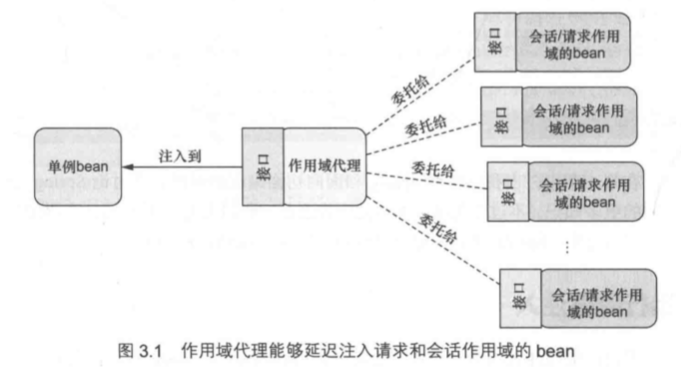 接口
会话/请求作用
域的bean
委托给
接口
会话/请求作用
域的bean
委托给
单例bean
注入到
接口
作用域代理
委托给
接口
会话/请求作用
域的bean
委托给
⋮
接口
会话/请求作用
域的bean
图 3.1 作用域代理能够延迟注入请求和会话作用域的 bean